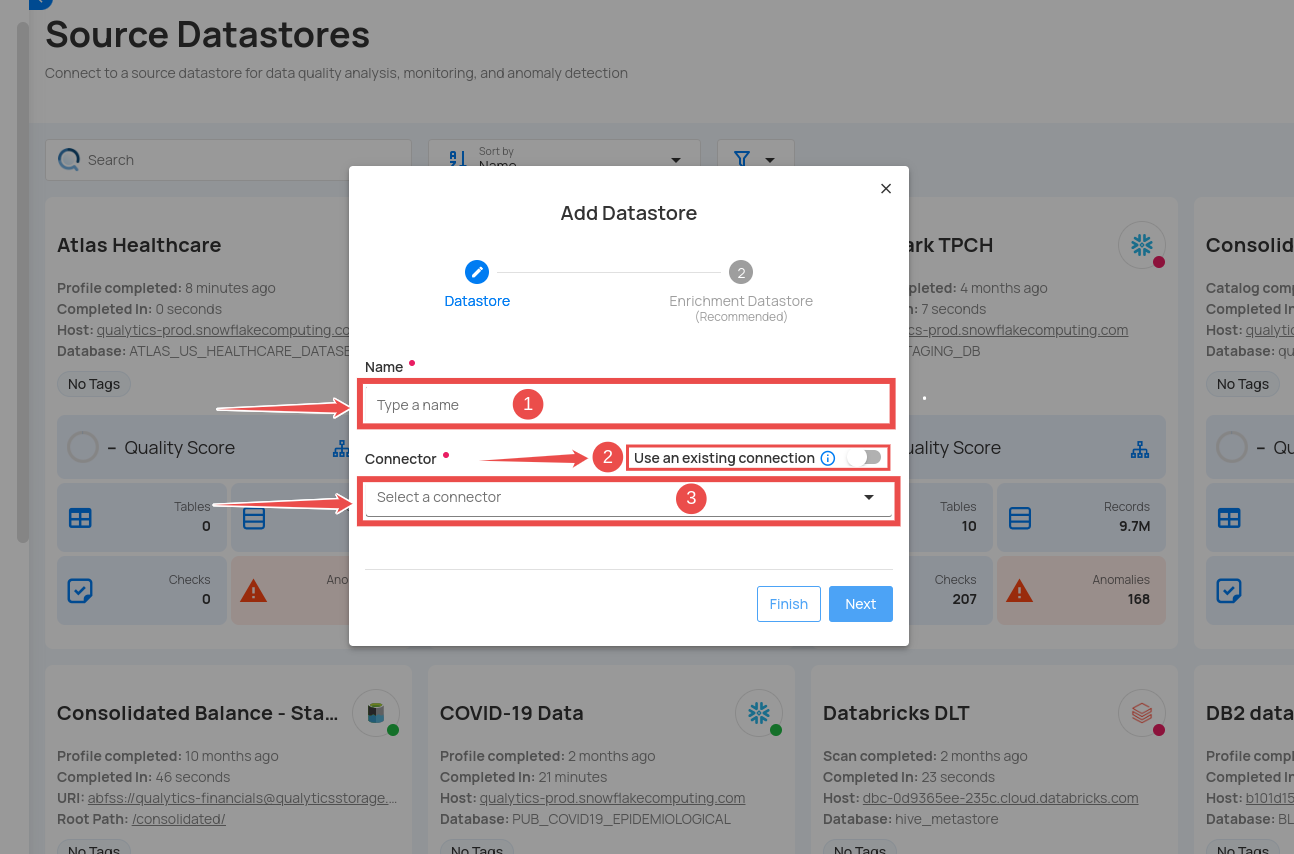 Source Datastores
Connect to a source datastore for data quality analysis, monitoring, and anomaly detection
Search
Sort by
Name
Add Datastore
2
Datastore
Enrichment Datastore
(Recommended)
Name
Type a name
1
Connector
2
Use an existing connection
Select a connector
3
Finish
Next
Atlas Healthcare
Profile completed: 8 minutes ago
Completed In: 0 seconds
Host: qualytics-prod.snowflakecomputing.co
Database: ATLAS_US_HEALTHCARE_DATASE
No Tags
– Quality Score
Tables
0
Checks
0
Ano
ark TPCH
pleted: 4 months ago
n: 7 seconds
cs-prod.snowflakecomputing.com
TAGING_DB
uality Score
Tables
10
Records
9.7M
Checks
207
Anomalies
168
Consolid
Catalog comp
Completed In
Host: qualytic
Database: qu
No Tags
– Qu
Consolidated Balance - Sta...
Profile completed: 10 months ago
Completed In: 46 seconds
URI: abfss://qualytics-financials@qualyticsstorage....
Root Path: /consolidated/
No Tags
COVID-19 Data
Profile completed: 2 months ago
Completed In: 21 minutes
Host: qualytics-prod.snowflakecomputing.com
Database: PUB_COVID19_EPIDEMIOLOGICAL
No Tags
Databricks DLT
Scan completed: 2 months ago
Completed In: 23 seconds
Host: dbc-0d9365ee-235c.cloud.databricks.com
Database: hive_metastore
No Tags
DB2 data
Profile compl
Completed In
Host: b101d15
Database: BL
No Tags